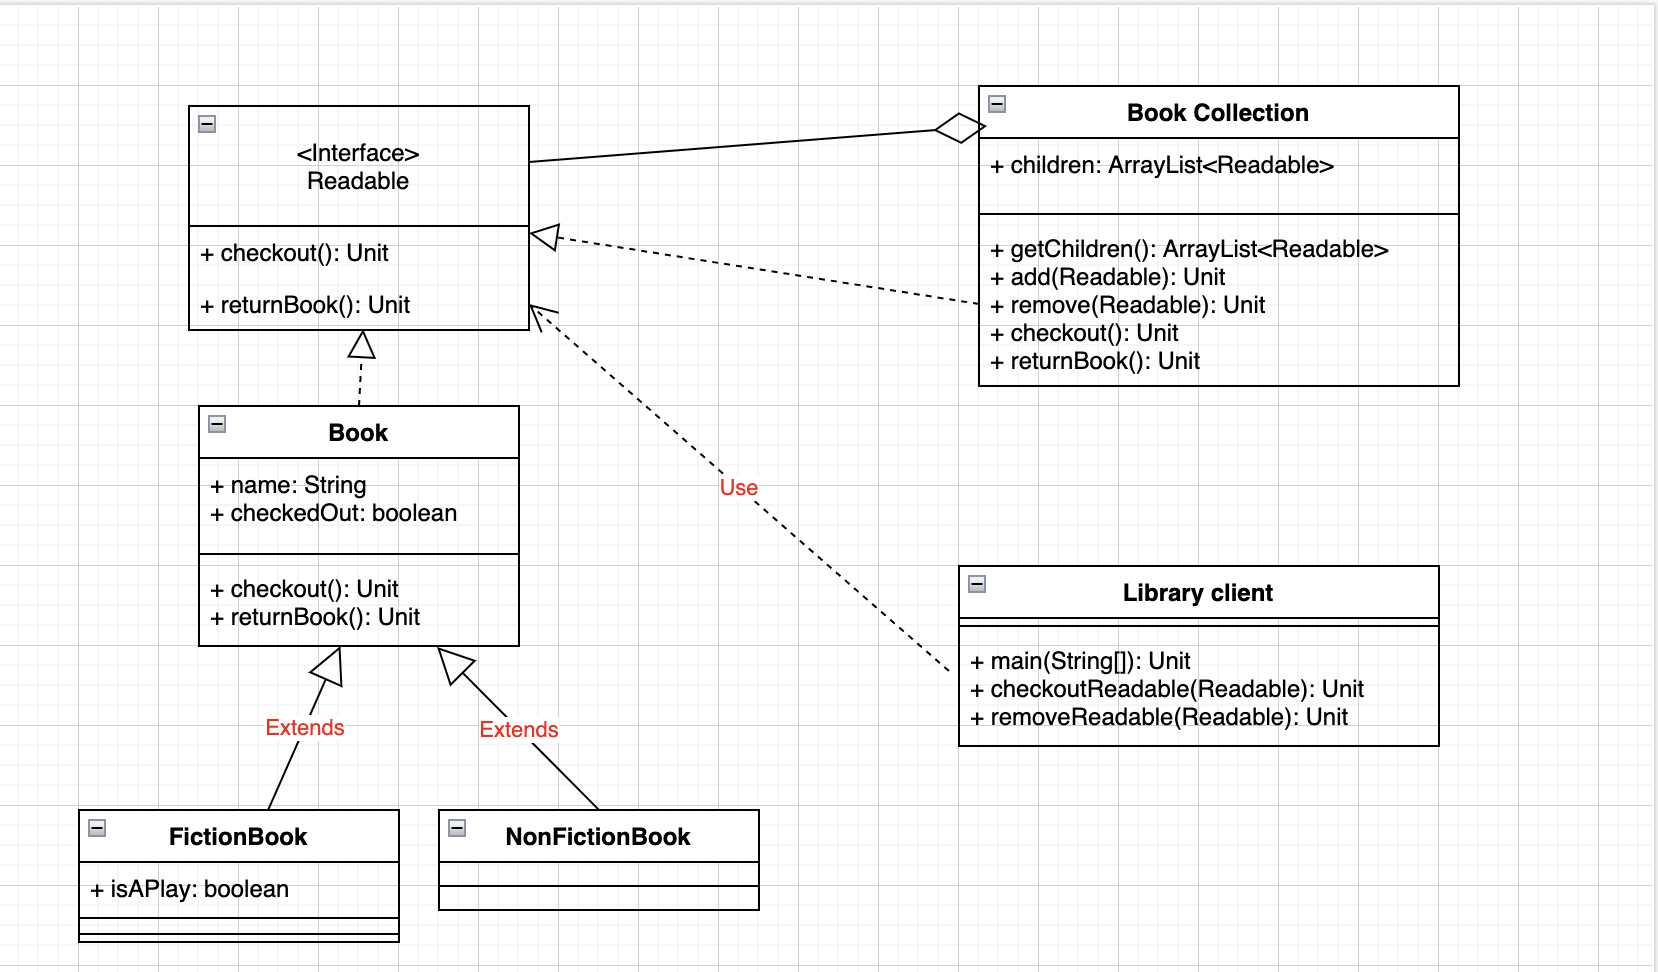 <Interface>
Readable
+ checkout(): Unit
+ returnBook(): Unit
Book Collection
+ children: ArrayList<Readable>
+ getChildren(): ArrayList<Readable>
+ add(Readable): Unit
+ remove(Readable): Unit
+ checkout(): Unit
+ returnBook(): Unit
Book
+ name: String
+ checkedOut: boolean
+ checkout(): Unit
+ returnBook(): Unit
Use
Library client
+ main(String[]): Unit
+ checkoutReadable(Readable): Unit
+ removeReadable(Readable): Unit
Extends
Extends
FictionBook
+ isAPlay: boolean
NonFictionBook